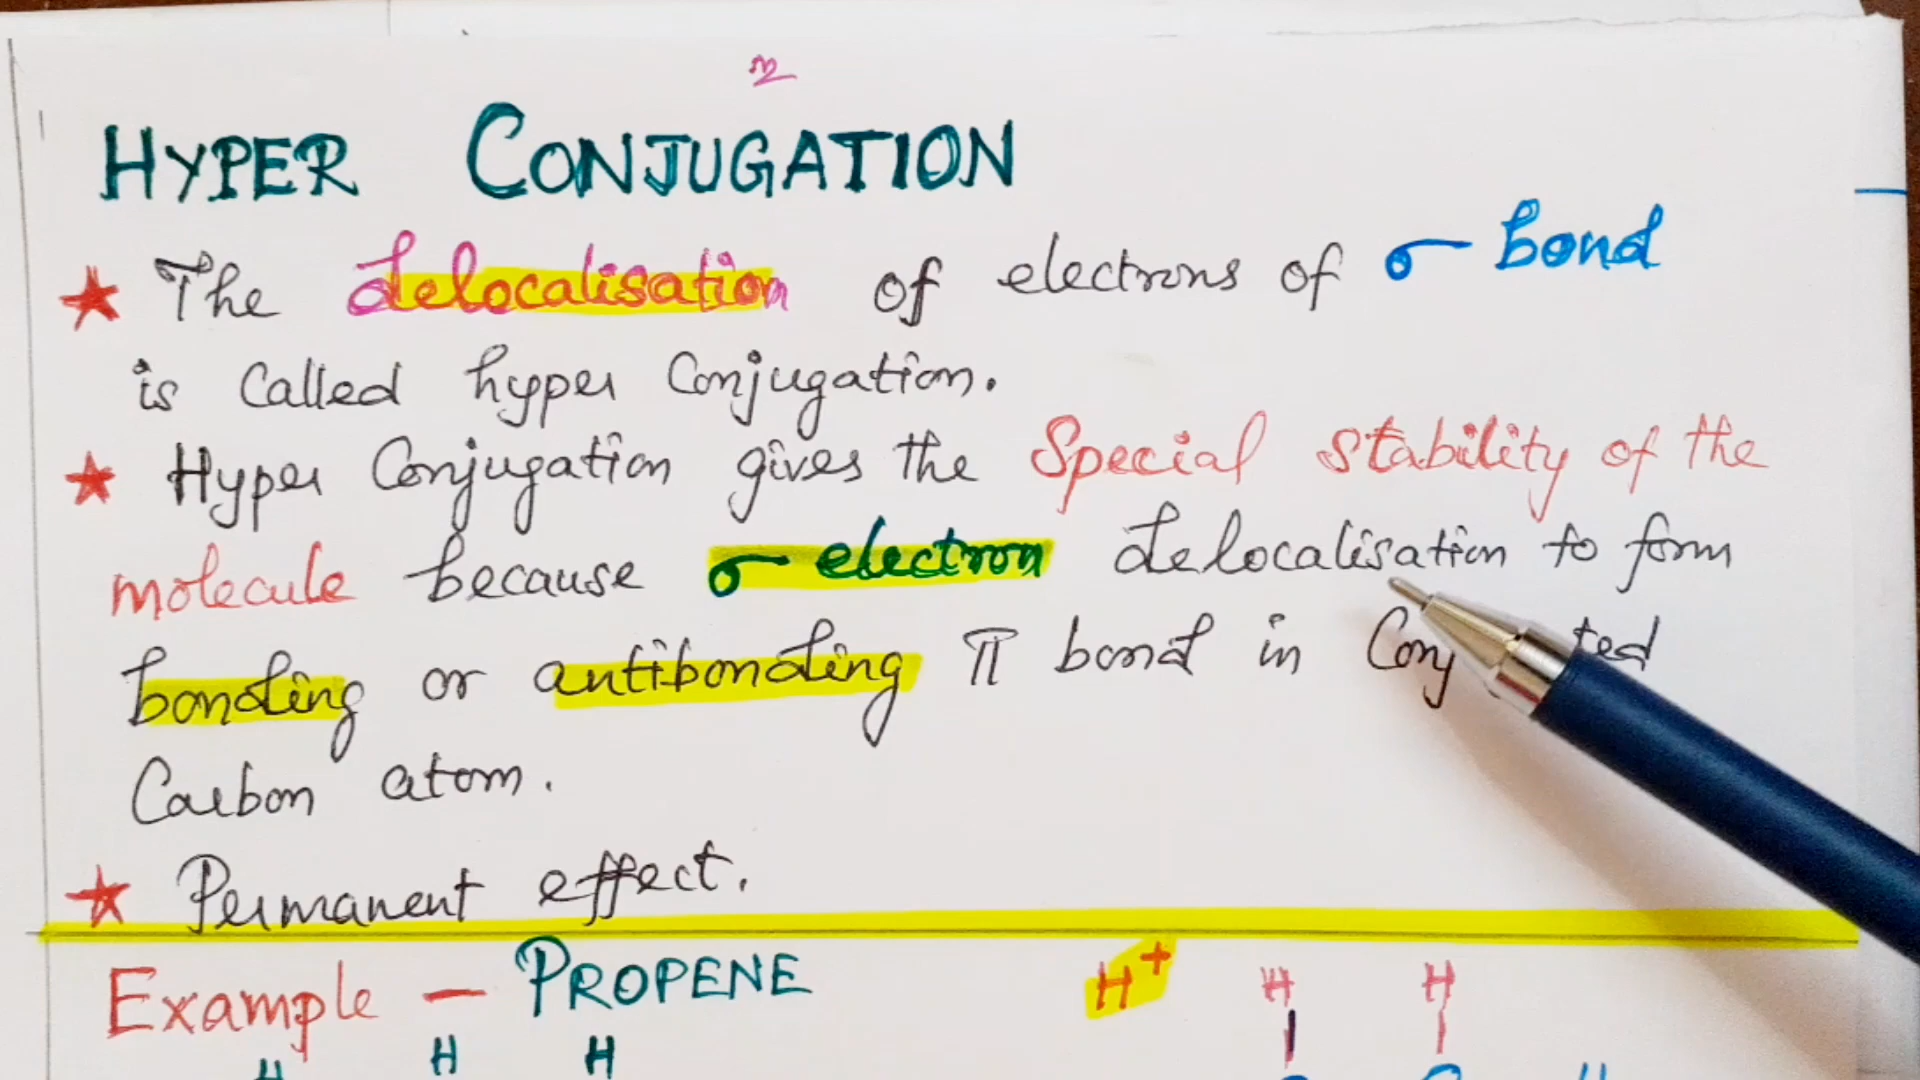 HYPER CONJUGATION
★ The delocalisation of electrons of σ bond
is called hyper Conjugation.
★ Hyper Conjugation gives the Special stability of the
molecule because σ electron delocalisation to form
bonding or antibonding π bond in
Carbon atom.
★ Permanent effect.
Example — PROPENE
H⁺ H H
H H H